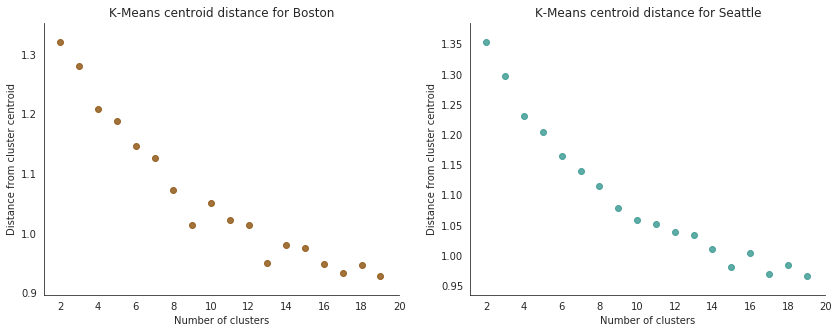 K-Means centroid distance for Boston
Distance from cluster centroid
1.3
1.2
1.1
1.0
0.9
2 4 6 8 10 12 14 16 18 20
Number of clusters
K-Means centroid distance for Seattle
Distance from cluster centroid
1.35
1.30
1.25
1.20
1.15
1.10
1.05
1.00
0.95
2 4 6 8 10 12 14 16 18 20
Number of clusters